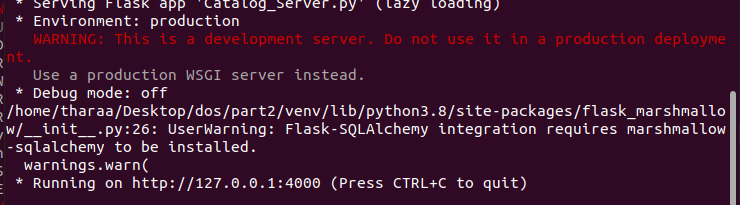 * Serving Flask app 'Catalog_Server.py' (lazy loading)
* Environment: production
WARNING: This is a development server. Do not use it in a production deployme
nt.
Use a production WSGI server instead.
* Debug mode: off
/home/tharaa/Desktop/dos/part2/venv/lib/python3.8/site-packages/flask_marshmallo
w/__init__.py:26: UserWarning: Flask-SQLAlchemy integration requires marshmallow
-sqlalchemy to be installed.
warnings.warn(
* Running on http://127.0.0.1:4000 (Press CTRL+C to quit)